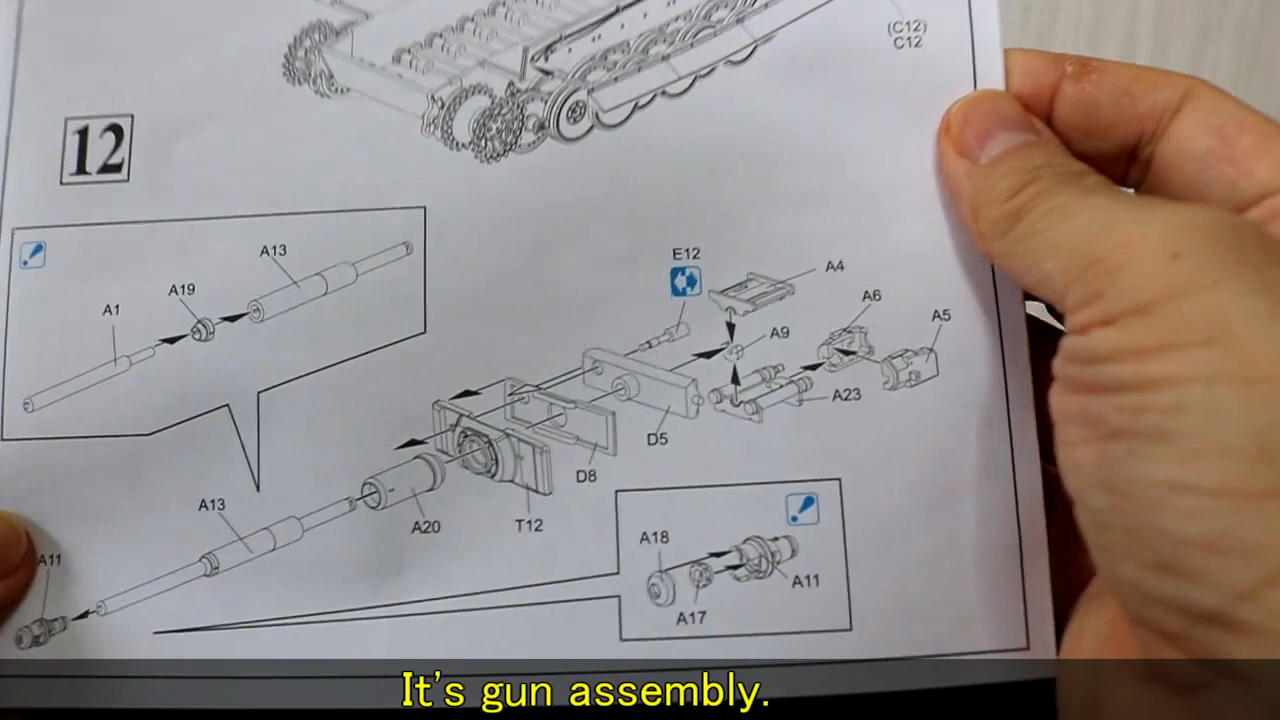 (C12)
C12
12
A13
A19
A1
E12
A4
A6
A5
A9
A23
D5
D8
T12
A20
A13
A11
A18
A11
A17
It's gun assembly.